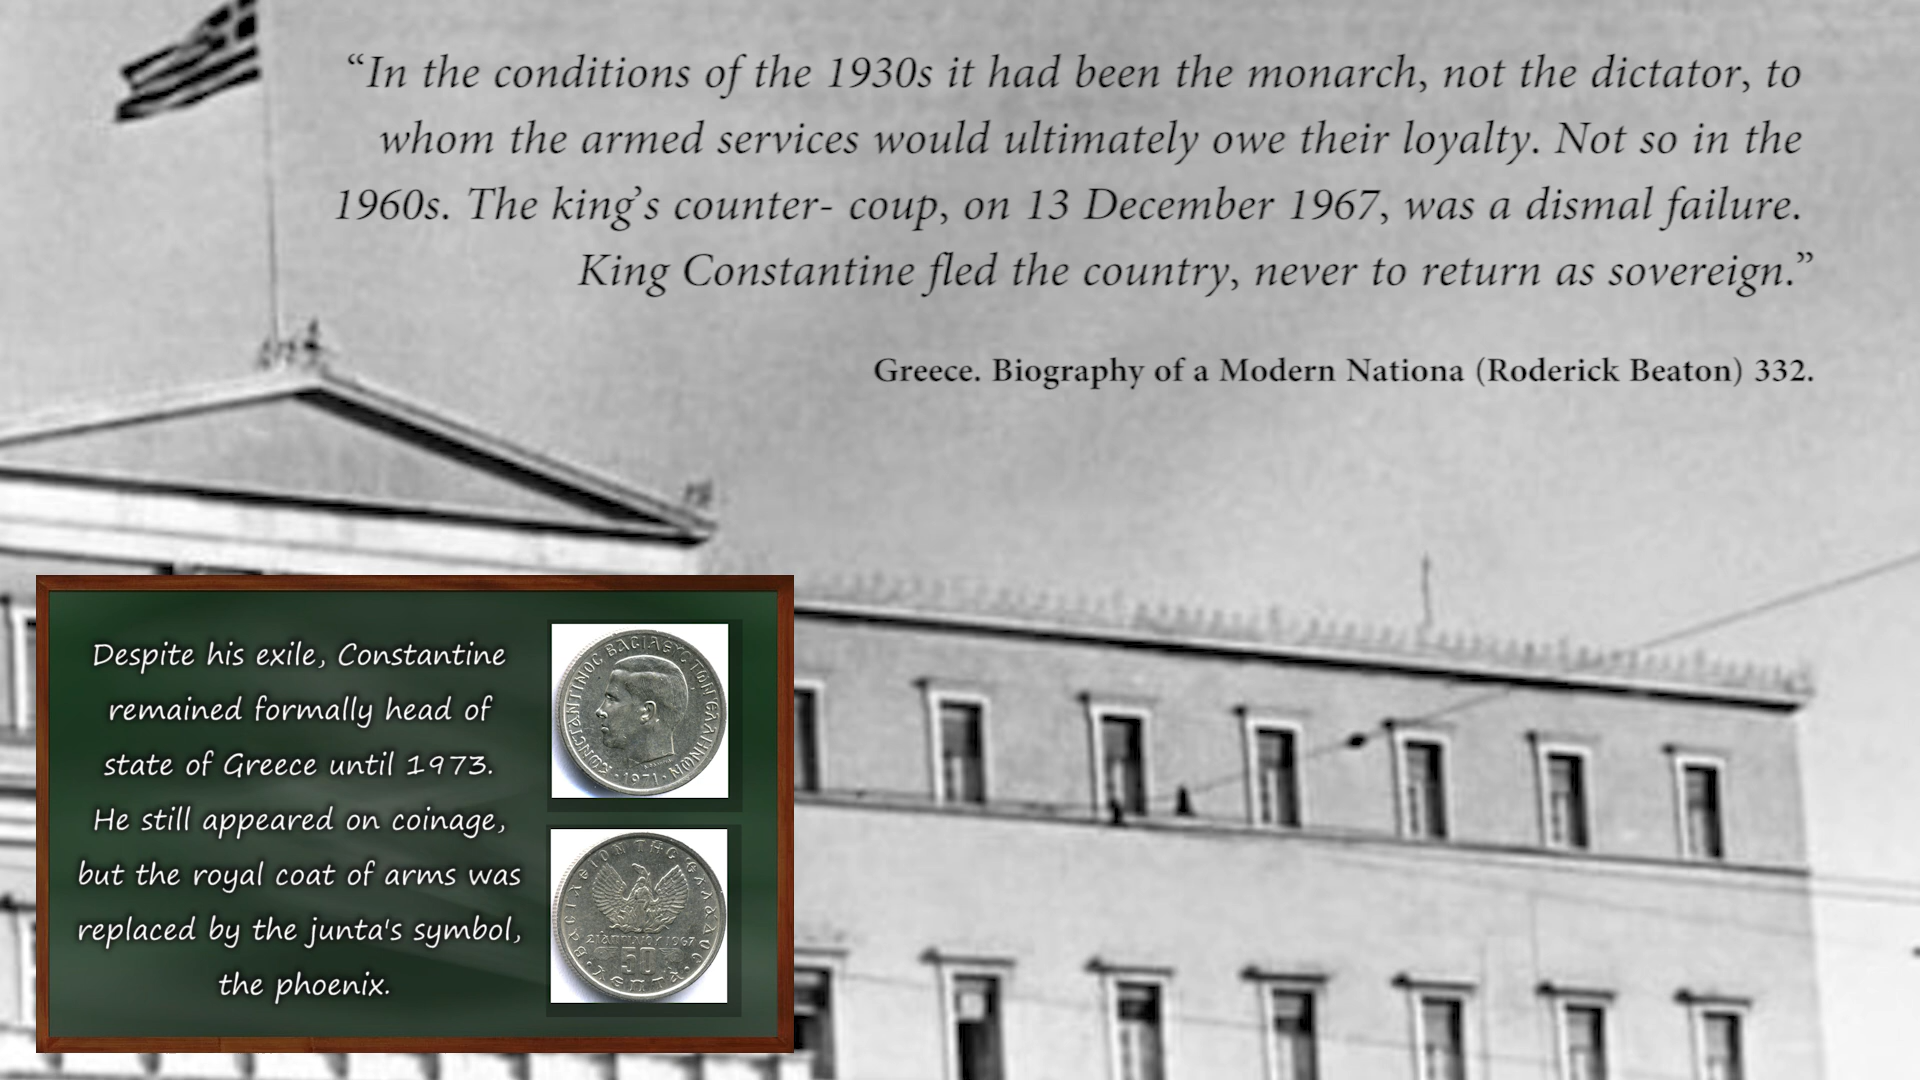 “In the conditions of the 1930s it had been the monarch, not the dictator, to
whom the armed services would ultimately owe their loyalty. Not so in the
1960s. The king’s counter- coup, on 13 December 1967, was a dismal failure.
King Constantine fled the country, never to return as sovereign.”
Greece. Biography of a Modern Nationa (Roderick Beaton) 332.
Despite his exile, Constantine
remained formally head of
state of Greece until 1973.
He still appeared on coinage,
but the royal coat of arms was
replaced by the junta's symbol,
the phoenix.
ΚΩΝΣΤΑΝΤΙΝΟΣ ΒΑΣΙΛΕΥΣ ΤΩΝ ΕΛΛΗΝΩΝ
·1971·
ΒΑΣΙΛΕΙΟΝ ΤΗΣ ΕΛΛΑΔΟΣ
21 ΑΠΡΙΛΙΟΥ 1967
50
ΛΕΠΤΑ